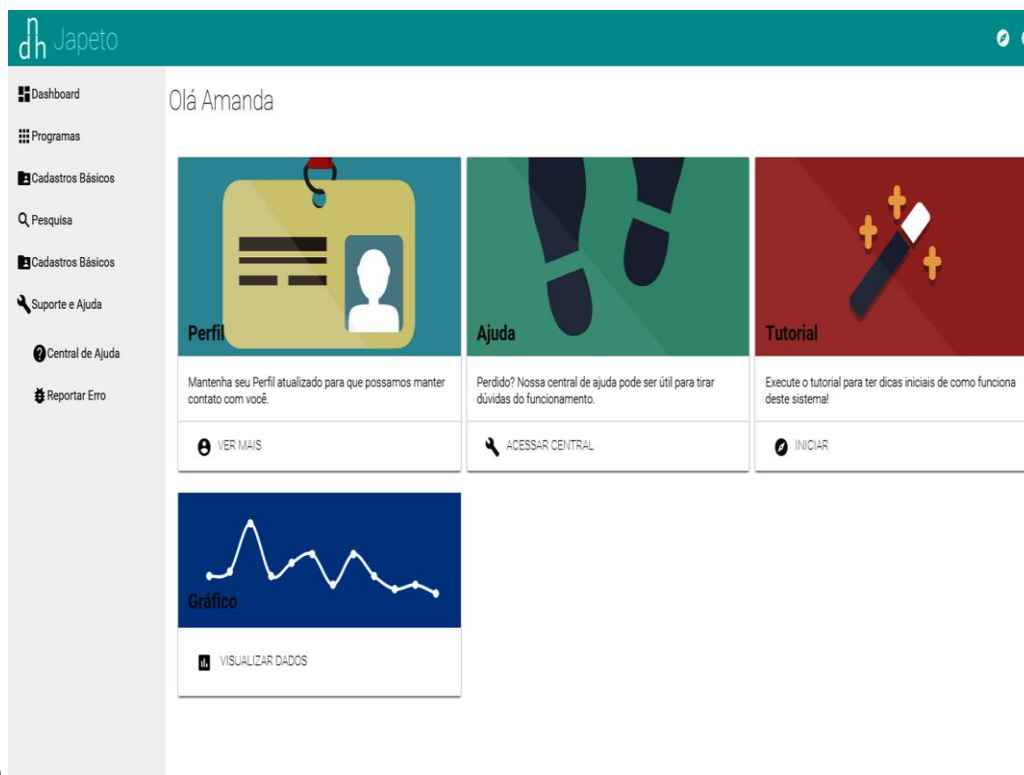 ndh Japeto
Dashboard
Programas
Cadastros Básicos
Pesquisa
Cadastros Básicos
Suporte e Ajuda
Central de Ajuda
Reportar Erro
Olá Amanda
Perfil
Mantenha seu Perfil atualizado para que possamos manter
contato com você.
VER MAIS
Ajuda
Perdido? Nossa central de ajuda pode ser útil para tirar
dúvidas do funcionamento.
ACESSAR CENTRAL
Tutorial
Execute o tutorial para ter dicas iniciais de como funciona
deste sistema!
INICIAR
Gráfico
VISUALIZAR DADOS